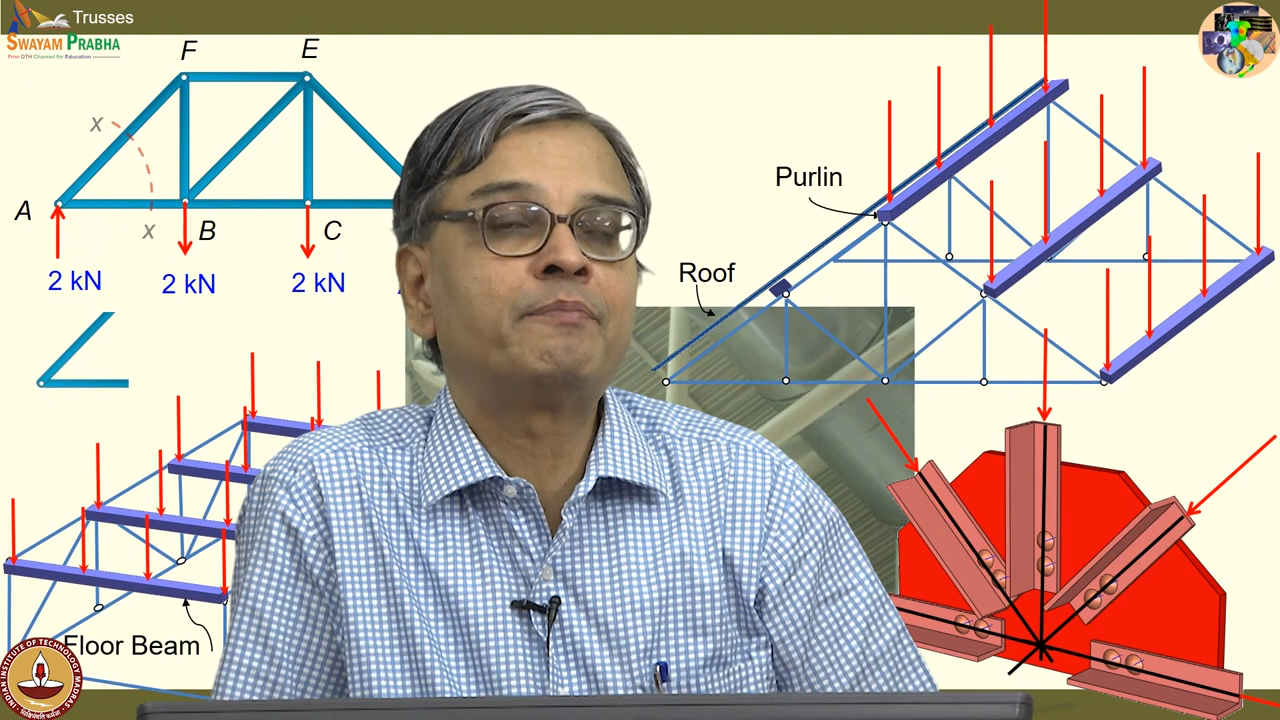 Trusses
SWAYAM PRABHA
Free DTH Channel for Education
F
E
x
A
x
B
C
2 kN
2 kN
2 kN
Purlin
Roof
Floor Beam
INDIAN INSTITUTE OF TECHNOLOGY MADRAS